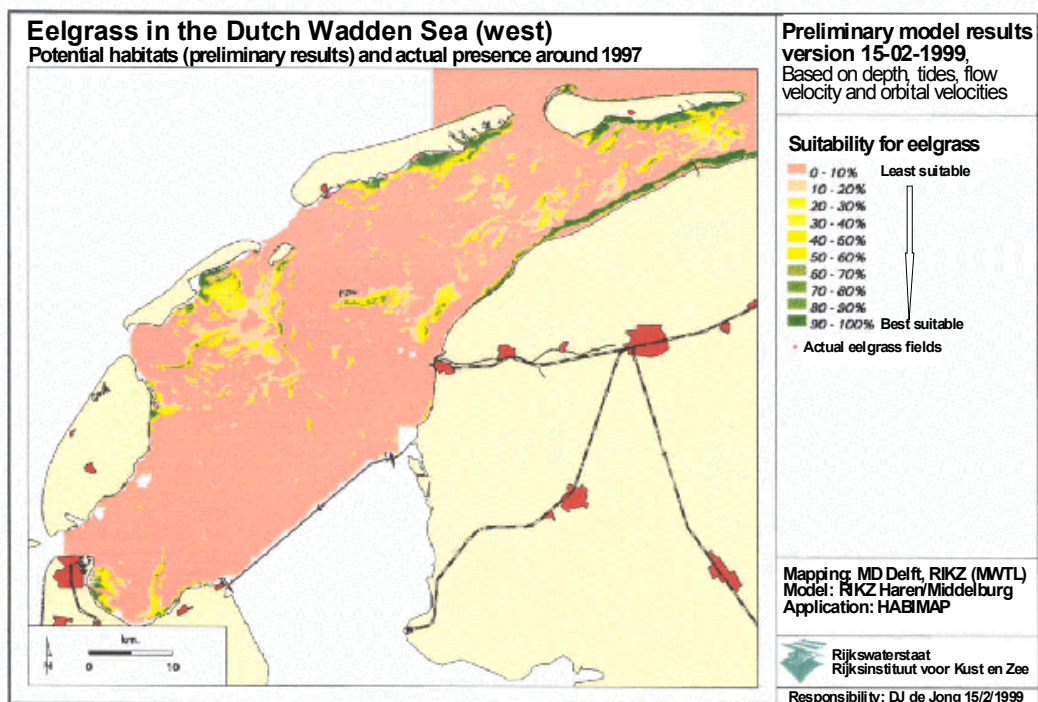 Eelgrass in the Dutch Wadden Sea (west)
Potential habitats (preliminary results) and actual presence around 1997
Preliminary model results
version 15-02-1999,
Based on depth, tides, flow
velocity and orbital velocities
Suitability for eelgrass
0 - 10% Least suitable
10 - 20%
20 - 30%
30 - 40%
40 - 50%
50 - 60%
60 - 70%
70 - 80%
80 - 90%
90 - 100% Best suitable
Actual eelgrass fields
km.
0 10
N
Mapping: MD Delft, RIKZ (MWTL)
Model: RIKZ Haren/Middelburg
Application: HABIMAP
Rijkswaterstaat
Rijksinstituut voor Kust en Zee
Responsibility: DJ de Jong 15/2/1999